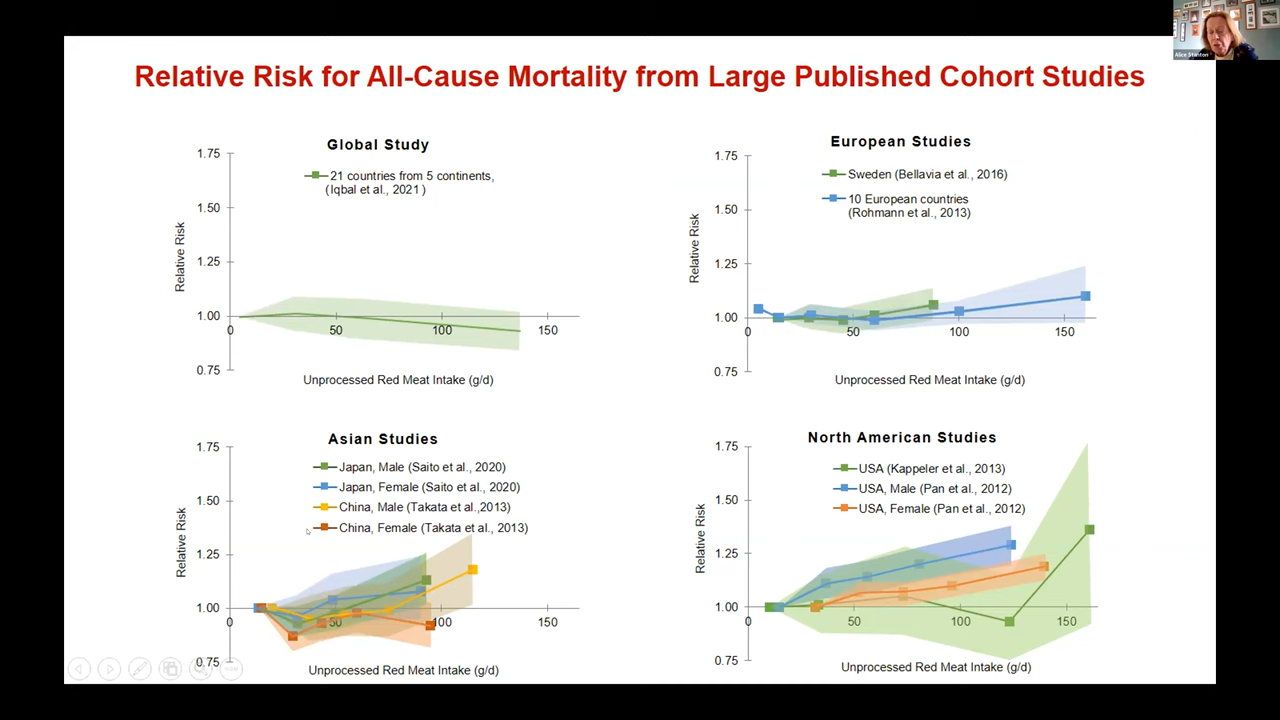 Alice Stanton
Relative Risk for All-Cause Mortality from Large Published Cohort Studies
Global Study
21 countries from 5 continents,
(Iqbal et al., 2021 )
Relative Risk
1.75
1.50
1.25
1.00
0.75
0 50 100 150
Unprocessed Red Meat Intake (g/d)
European Studies
Sweden (Bellavia et al., 2016)
10 European countries
(Rohmann et al., 2013)
Relative Risk
1.75
1.50
1.25
1.00
0.75
0 50 100 150
Unprocessed Red Meat Intake (g/d)
Asian Studies
Japan, Male (Saito et al., 2020)
Japan, Female (Saito et al., 2020)
China, Male (Takata et al.,2013)
China, Female (Takata et al., 2013)
Relative Risk
1.75
1.50
1.25
1.00
0.75
0 50 100 150
Unprocessed Red Meat Intake (g/d)
North American Studies
USA (Kappeler et al., 2013)
USA, Male (Pan et al., 2012)
USA, Female (Pan et al., 2012)
Relative Risk
1.75
1.50
1.25
1.00
0.75
0 50 100 150
Unprocessed Red Meat Intake (g/d)